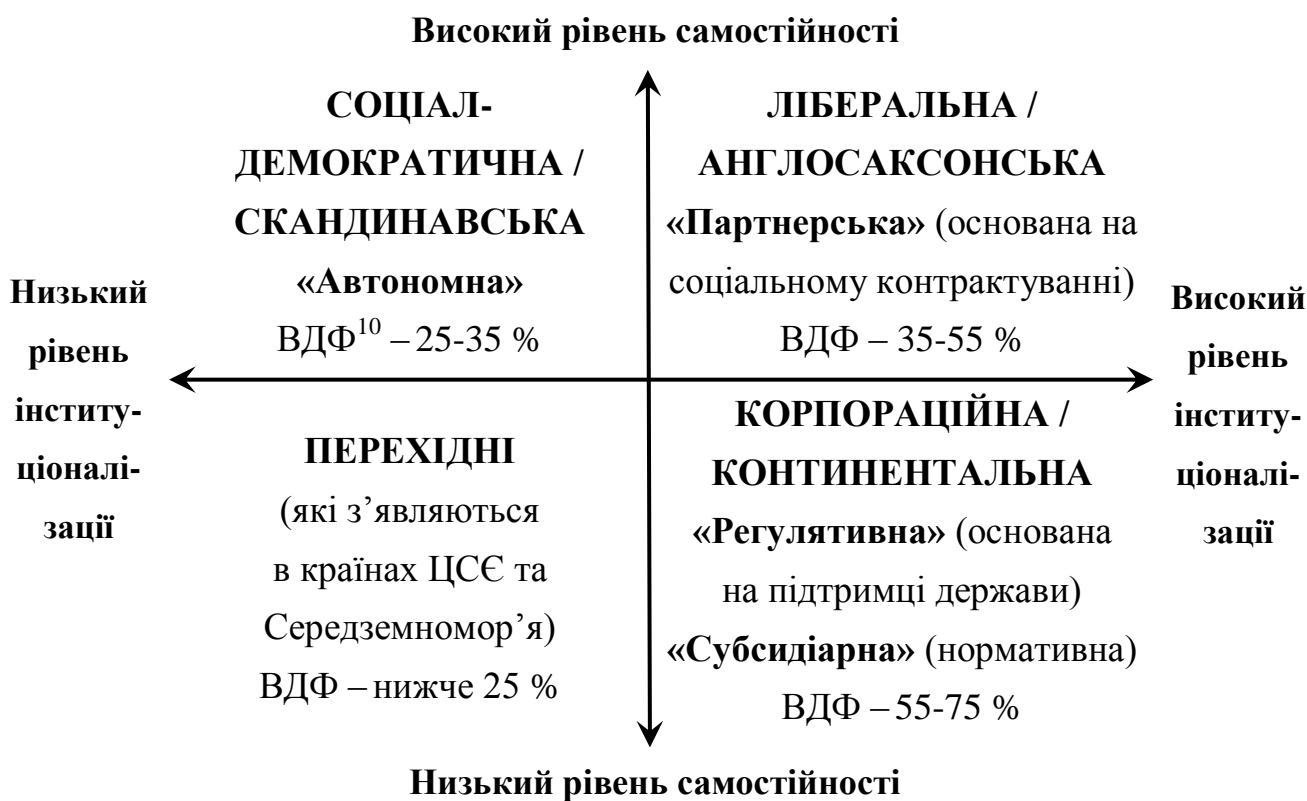 Високий рівень самостійності
СОЦІАЛ-
ДЕМОКРАТИЧНА /
СКАНДИНАВСЬКА
«Автономна»
ВДФ10 – 25-35 %
ЛІБЕРАЛЬНА /
АНГЛОСАКСОНСЬКА
«Партнерська» (основана на
соціальному контрактуванні)
ВДФ – 35-55 %
Низький
рівень
інститу-
ціоналі-
зації
Високий
рівень
інститу-
ціоналі-
зації
ПЕРЕХІДНІ
(які з’являються
в країнах ЦСЄ та
Середземномор’я)
ВДФ – нижче 25 %
КОРПОРАЦІЙНА /
КОНТИНЕНТАЛЬНА
«Регулятивна» (основана
на підтримці держави)
«Субсидіарна» (нормативна)
ВДФ – 55-75 %
Низький рівень самостійності